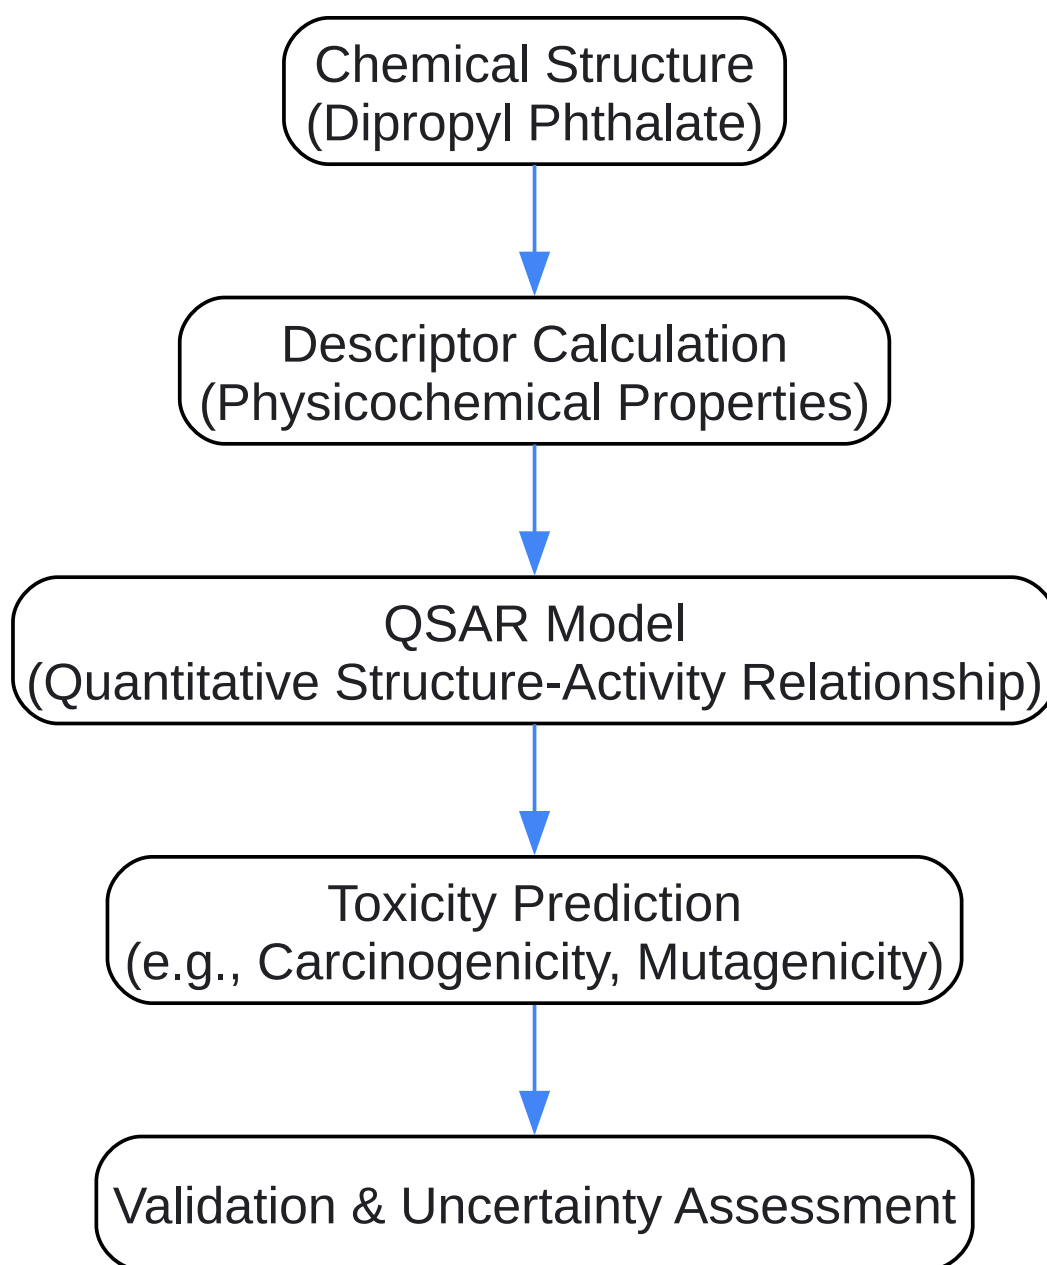 Chemical Structure
(Dipropyl Phthalate)
Descriptor Calculation
(Physicochemical Properties)
QSAR Model
(Quantitative Structure-Activity Relationship)
Toxicity Prediction
(e.g., Carcinogenicity, Mutagenicity)
Validation & Uncertainty Assessment